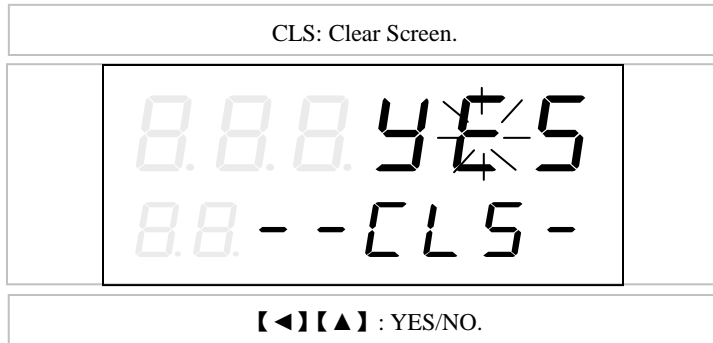 CLS: Clear Screen.
YES
--CLS-
【◄】【▲】: YES/NO.